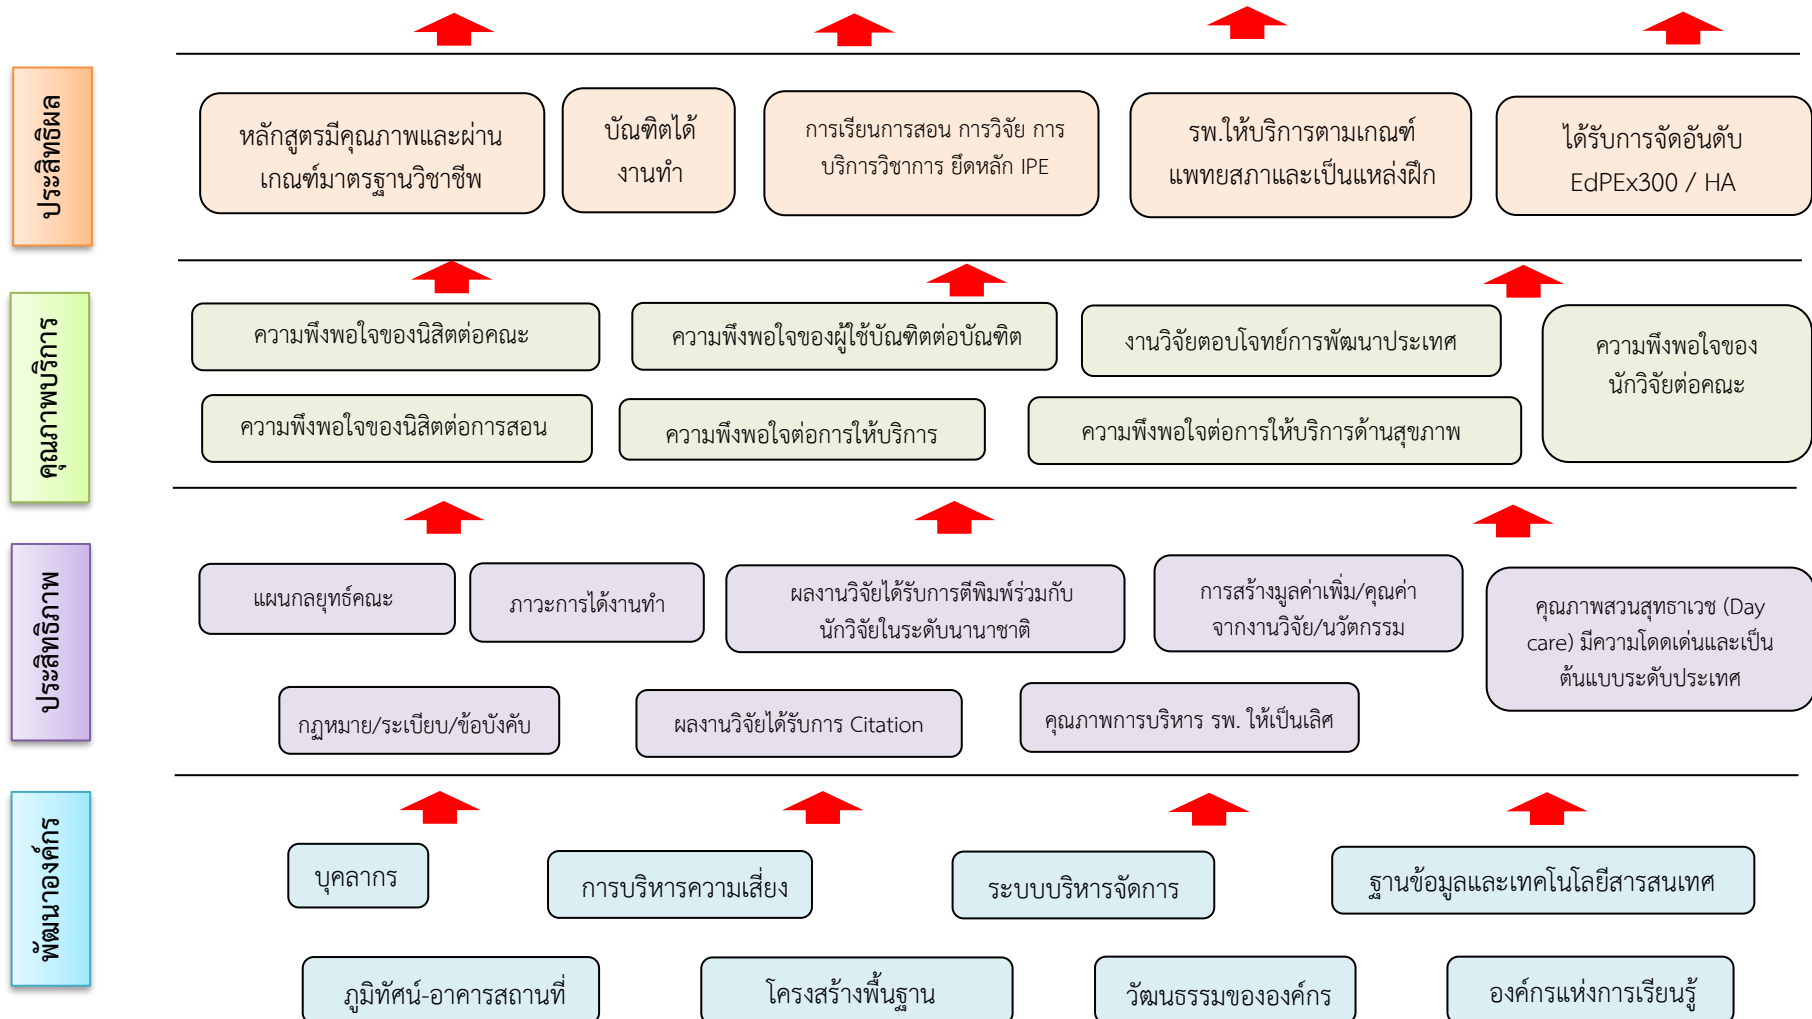 ประสิทธิผล
หลักสูตรมีคุณภาพและผ่าน
เกณฑ์มาตรฐานวิชาชีพ
บัณฑิตได้
งานทำ
การเรียนการสอน การวิจัย การ
บริการวิชาการ ยึดหลัก IPE
รพ.ให้บริการตามเกณฑ์
แพทยสภาและเป็นแหล่งฝึก
ได้รับการจัดอันดับ
EdPEx300 / HA
คุณภาพบริการ
ความพึงพอใจของนิสิตต่อคณะ
ความพึงพอใจของผู้ใช้บัณฑิตต่อบัณฑิต
งานวิจัยตอบโจทย์การพัฒนาประเทศ
ความพึงพอใจของ
นักวิจัยต่อคณะ
ความพึงพอใจของนิสิตต่อการสอน
ความพึงพอใจต่อการให้บริการ
ความพึงพอใจต่อการให้บริการด้านสุขภาพ
ประสิทธิภาพ
แผนกลยุทธ์คณะ
ภาวะการได้งานทำ
ผลงานวิจัยได้รับการตีพิมพ์ร่วมกับ
นักวิจัยในระดับนานาชาติ
การสร้างมูลค่าเพิ่ม/คุณค่า
จากงานวิจัย/นวัตกรรม
คุณภาพสวนสุทธาเวช (Day
care) มีความโดดเด่นและเป็น
ต้นแบบระดับประเทศ
กฎหมาย/ระเบียบ/ข้อบังคับ
ผลงานวิจัยได้รับการ Citation
คุณภาพการบริหาร รพ. ให้เป็นเลิศ
พัฒนาองค์กร
บุคลากร
การบริหารความเสี่ยง
ระบบบริหารจัดการ
ฐานข้อมูลและเทคโนโลยีสารสนเทศ
ภูมิทัศน์-อาคารสถานที่
โครงสร้างพื้นฐาน
วัฒนธรรมขององค์กร
องค์กรแห่งการเรียนรู้